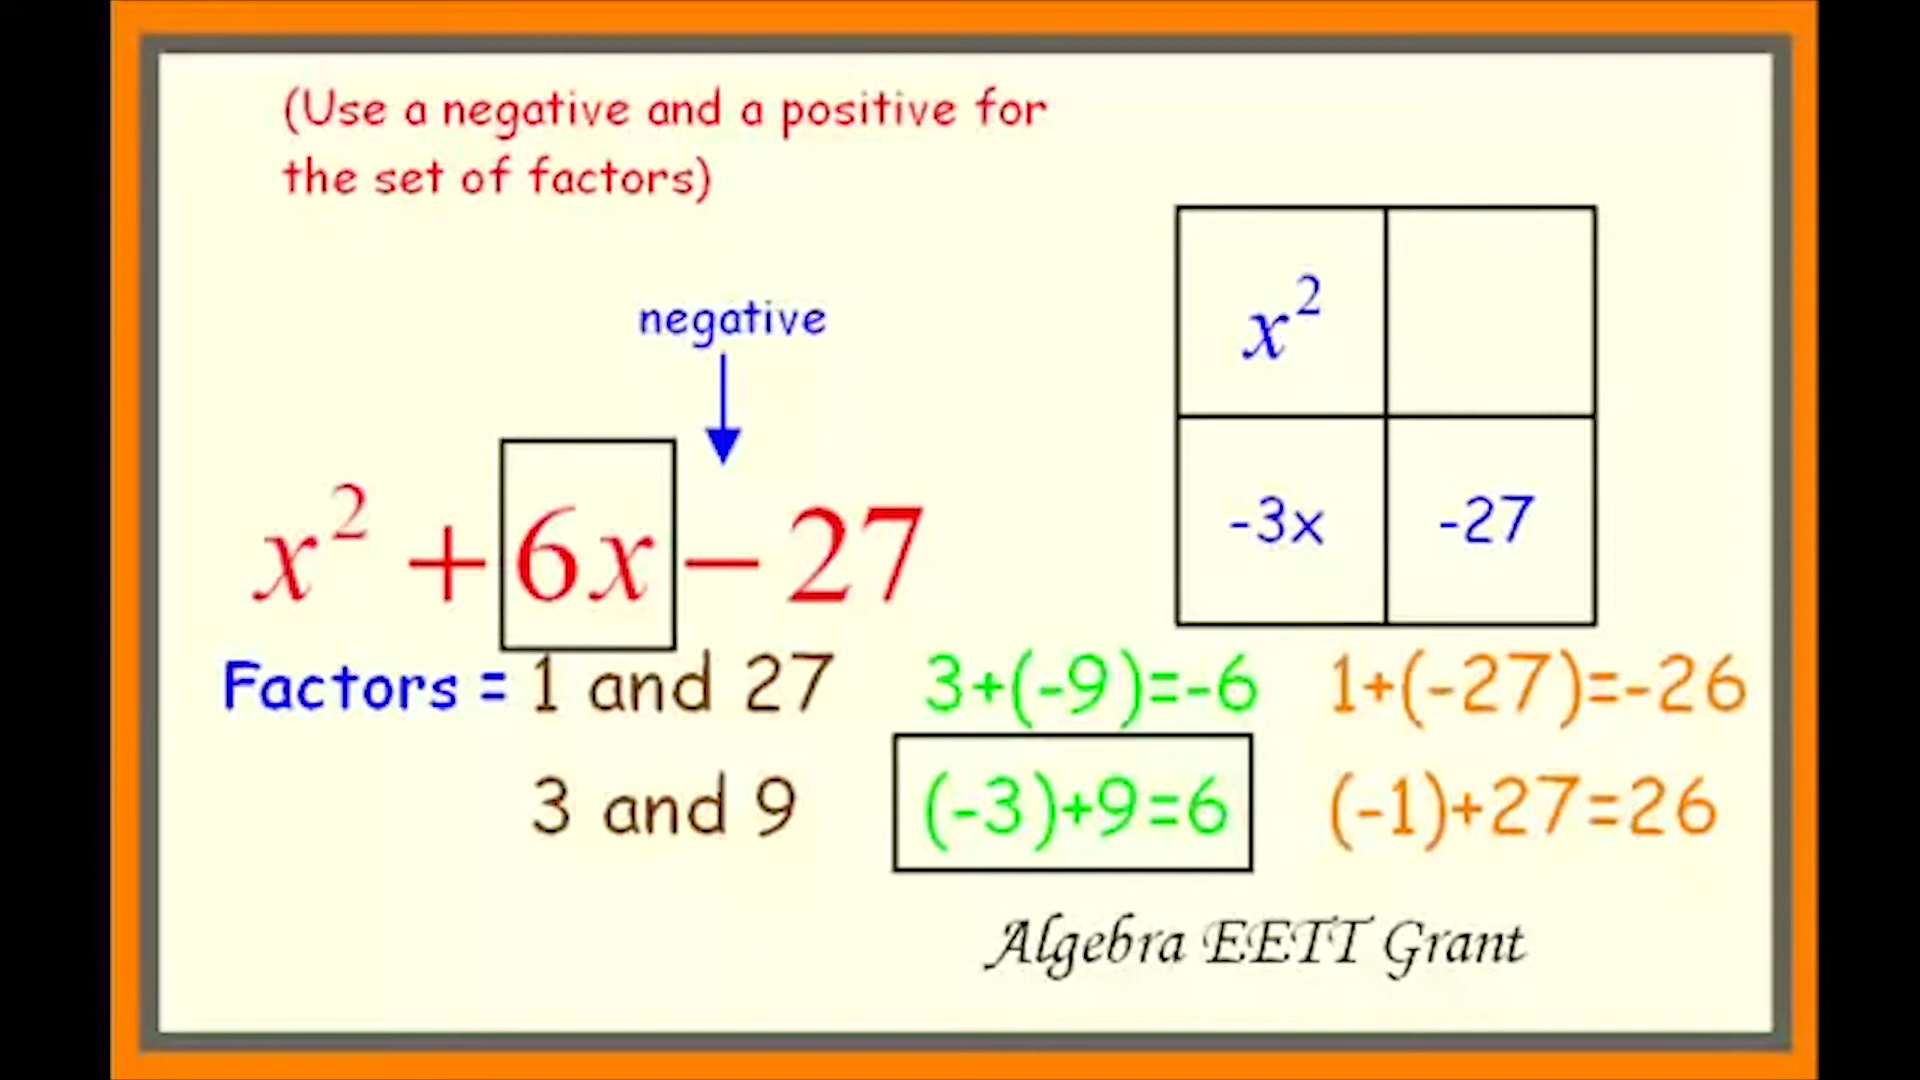 (Use a negative and a positive for
the set of factors)
negative
x² + 6x − 27
x²
-3x -27
Factors = 1 and 27
3 and 9
3+(-9)=-6
(-3)+9=6
1+(-27)=-26
(-1)+27=26
Algebra EETT Grant